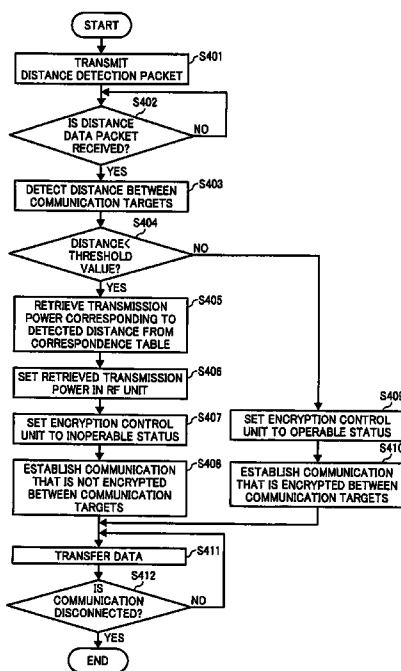 START
S401
TRANSMIT
DISTANCE DETECTION PACKET
S402
IS DISTANCE
DATA PACKET
RECEIVED?
NO
YES
S403
DETECT DISTANCE BETWEEN
COMMUNICATION TARGETS
S404
DISTANCE<
THRESHOLD
VALUE?
NO
YES
S405
RETRIEVE TRANSMISSION
POWER CORRESPONDING TO
DETECTED DISTANCE FROM
CORRESPONDENCE TABLE
S406
SET RETRIEVED TRANSMISSION
POWER IN RF UNIT
S407
SET ENCRYPTION CONTROL
UNIT TO INOPERABLE STATUS
S408
ESTABLISH COMMUNICATION
THAT IS NOT ENCRYPTED
BETWEEN COMMUNICATION
TARGETS
S409
SET ENCRYPTION CONTROL
UNIT TO OPERABLE STATUS
S410
ESTABLISH COMMUNICATION
THAT IS ENCRYPTED BETWEEN
COMMUNICATION TARGETS
TRANSFER DATA
S411
S412
IS
COMMUNICATION
DISCONNECTED?
NO
YES
END